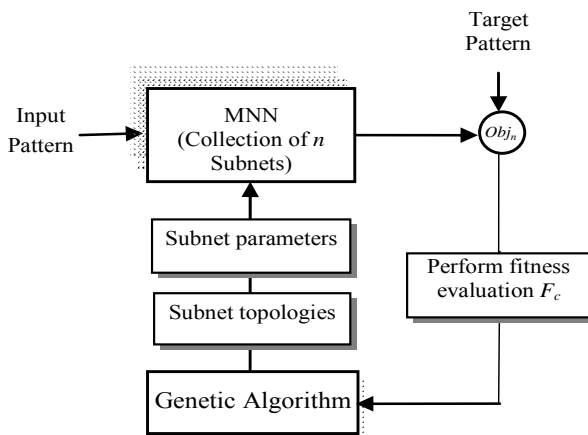 Target
Pattern
Input
Pattern
MNN
(Collection of n
Subnets)
Obj_n
Subnet parameters
Perform fitness
evaluation F_c
Subnet topologies
Genetic Algorithm